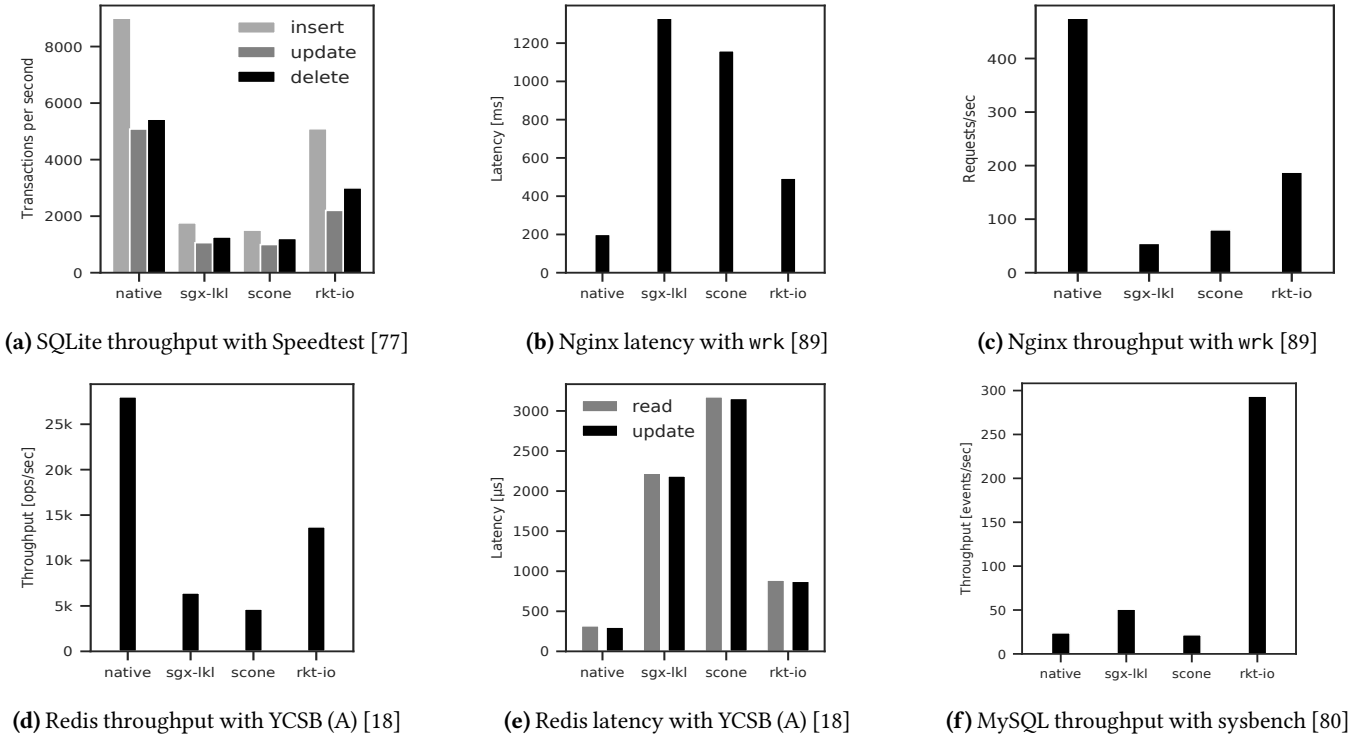 Transactions per second
8000
6000
4000
2000
0
insert
update
delete
native sgx-lkl scone rkt-io
(a) SQLite throughput with Speedtest [77]
Latency [ms]
1200
1000
800
600
400
200
0
native sgx-lkl scone rkt-io
(b) Nginx latency with wrk [89]
Requests/sec
400
300
200
100
0
native sgx-lkl scone rkt-io
(c) Nginx throughput with wrk [89]
Throughput [ops/sec]
25k
20k
15k
10k
5k
0
native sgx-lkl scone rkt-io
(d) Redis throughput with YCSB (A) [18]
Latency [µs]
3000
2500
2000
1500
1000
500
0
read
update
native sgx-lkl scone rkt-io
(e) Redis latency with YCSB (A) [18]
Throughput [events/sec]
300
250
200
150
100
50
0
native sgx-lkl scone rkt-io
(f) MySQL throughput with sysbench [80]